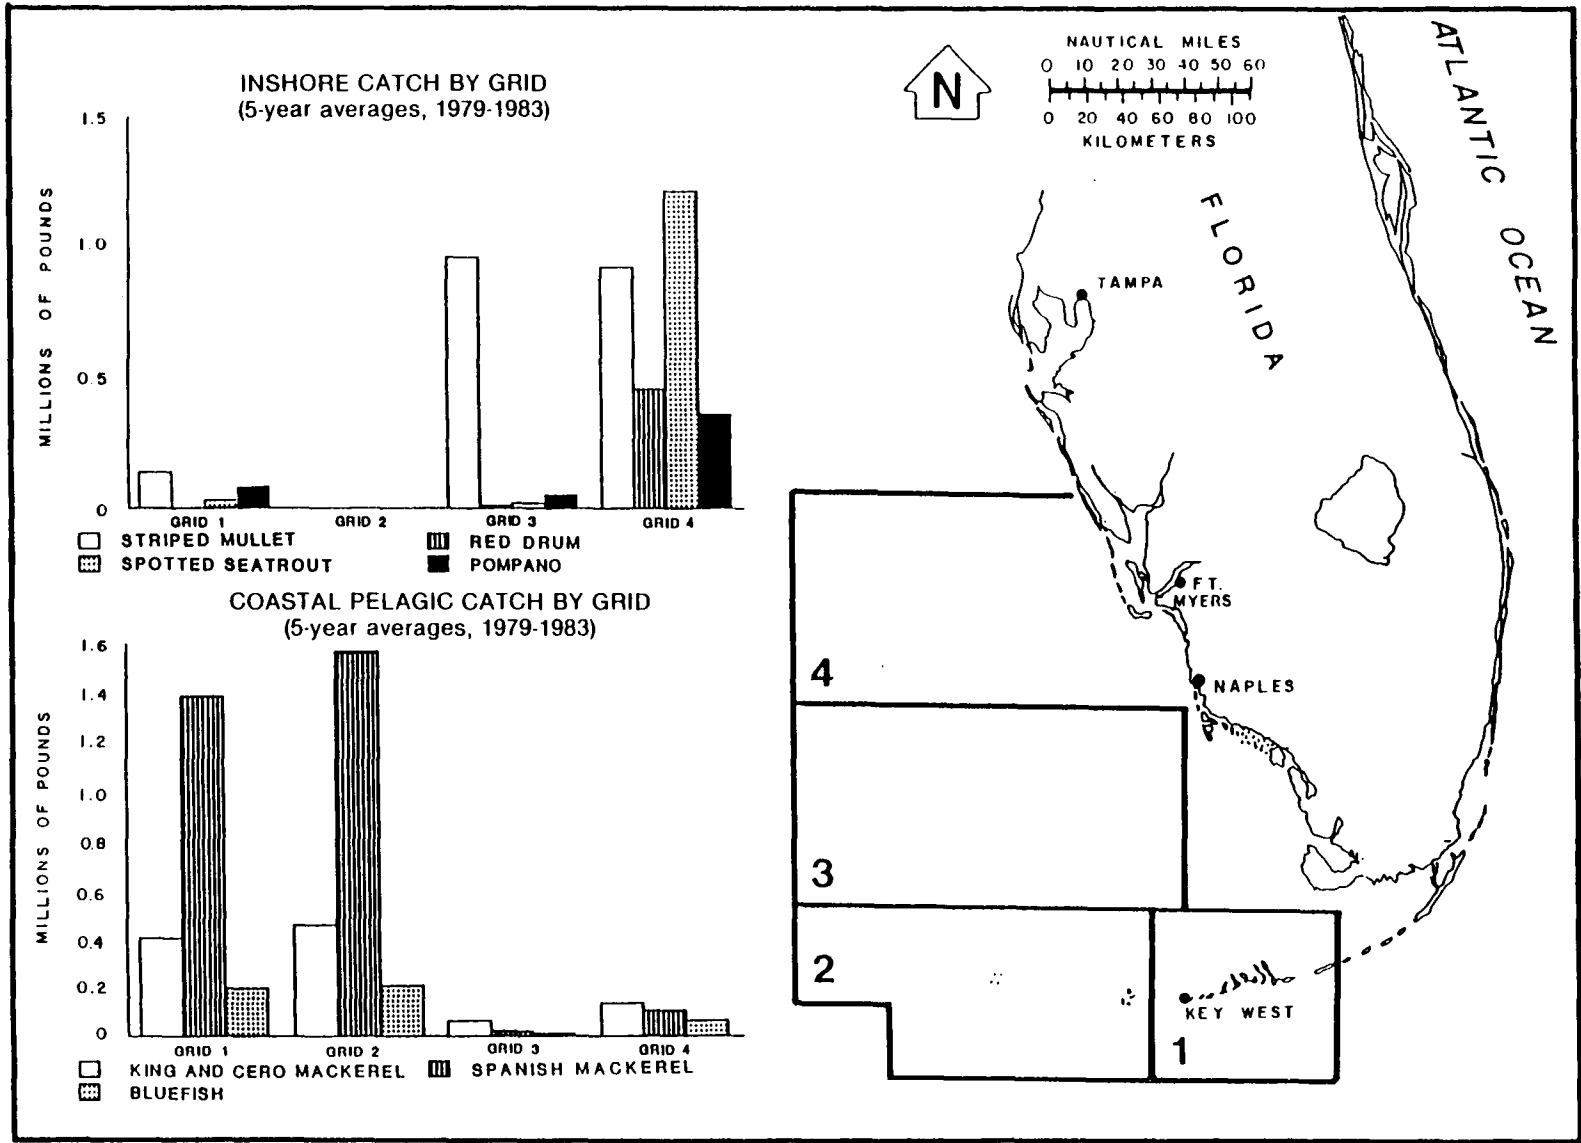 INSHORE CATCH BY GRID
(5-year averages, 1979-1983)
MILLIONS OF POUNDS
1.5
1.0
0.5
0
GRID 1 GRID 2 GRID 3 GRID 4
STRIPED MULLET RED DRUM
SPOTTED SEATROUT POMPANO
COASTAL PELAGIC CATCH BY GRID
(5-year averages, 1979-1983)
MILLIONS OF POUNDS
1.6
1.4
1.2
1.0
0.8
0.6
0.4
0.2
0
GRID 1 GRID 2 GRID 3 GRID 4
KING AND CERO MACKEREL SPANISH MACKEREL
BLUEFISH
N
NAUTICAL MILES
0 10 20 30 40 50 60
0 20 40 60 80 100
KILOMETERS
ATLANTIC OCEAN
FLORIDA
TAMPA
FT.
MYERS
NAPLES
KEY WEST
4
3
2
1